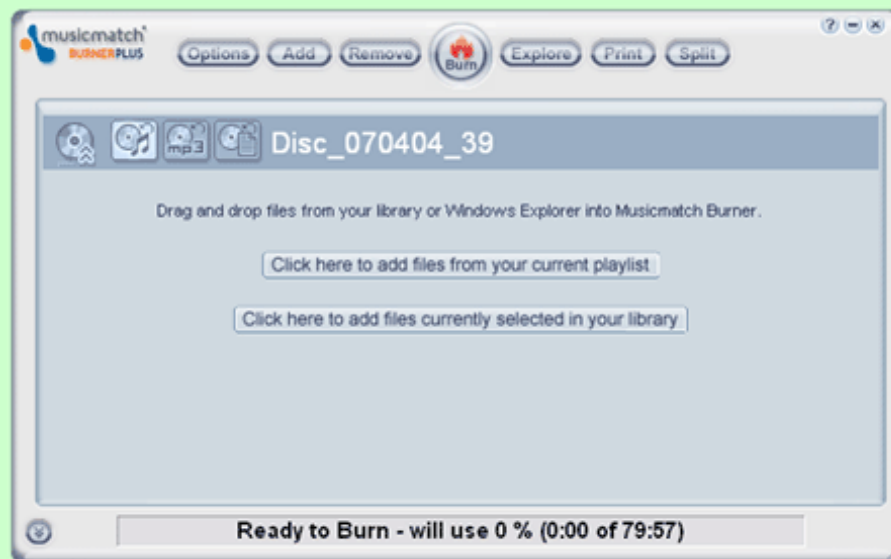 musicmatch
BURNERPLUS
Options Add Remove Burn Explore Print Split
? 
mp3 Disc_070404_39
Drag and drop files from your library or Windows Explorer into Musicmatch Burner.
Click here to add files from your current playlist
Click here to add files currently selected in your library
Ready to Burn - will use 0 % (0:00 of 79:57)